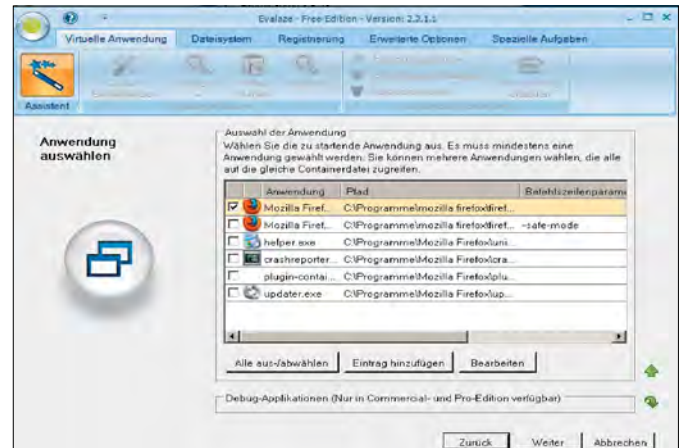 Evalaze - Free Edition - Version: 2.2.1.1
Virtuelle Anwendung Dateisystem Registrierung Erweiterte Optionen Spezielle Aufgaben
Assistent
Anwendung
auswählen
Auswahl der Anwendung
Wählen Sie die zu startende Anwendung aus. Es muss mindestens eine
Anwendung gewählt werden. Sie können mehrere Anwendungen wählen, die alle
auf die gleiche Containerdatei zugreifen.
Anwendung Pfad Befehlszeilenparame
Mozilla Firef... C:\Programme\mozilla firefox\firef...
Mozilla Firef... C:\Programme\mozilla firefox\firef... -safe-mode
helper.exe C:\Programme\Mozilla Firefox\uni...
crashreporter... C:\Programme\Mozilla Firefox\cra...
plugin-contai... C:\Programme\Mozilla Firefox\plu...
updater.exe C:\Programme\Mozilla Firefox\up...
Alle aus-/abwählen Eintrag hinzufügen Bearbeiten
Debug-Applikationen (Nur in Commercial- und Pro-Edition verfügbar)
Zurück Weiter Abbrechen